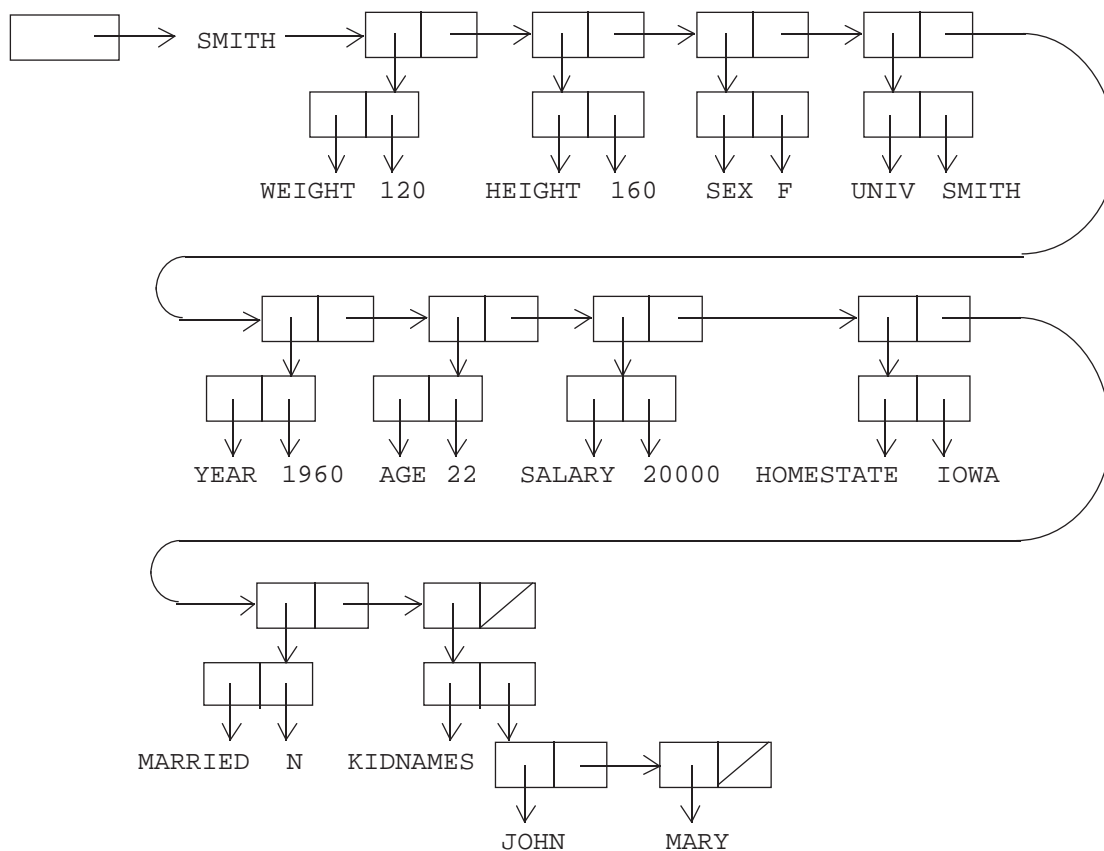 SMITH
WEIGHT 120 HEIGHT 160 SEX F UNIV SMITH
YEAR 1960 AGE 22 SALARY 20000 HOMESTATE IOWA
MARRIED N KIDNAMES
JOHN MARY